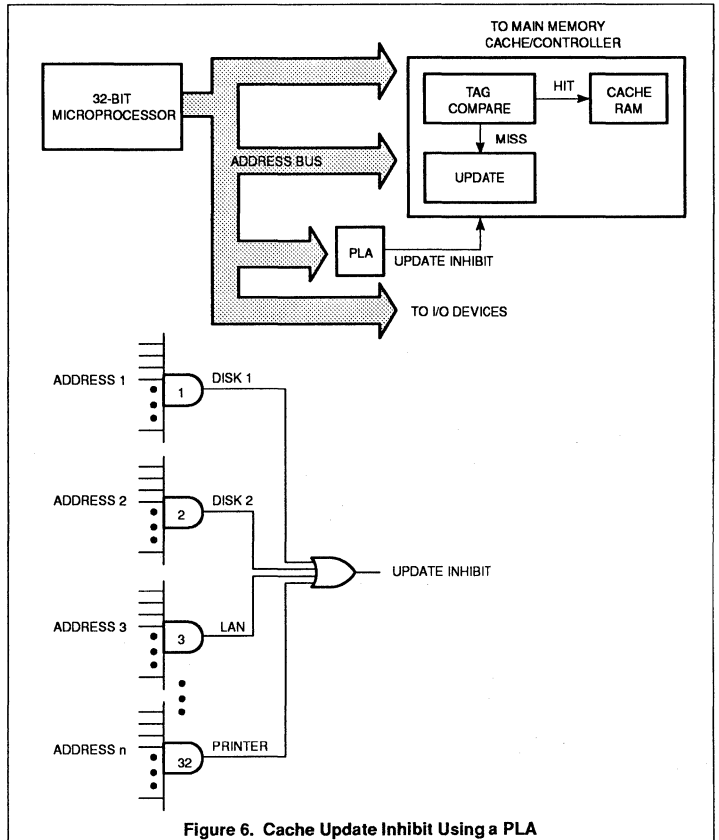 TO MAIN MEMORY
CACHE/CONTROLLER
32-BIT
MICROPROCESSOR
TAG
COMPARE
HIT
CACHE
RAM
MISS
UPDATE
ADDRESS BUS
PLA
UPDATE INHIBIT
TO I/O DEVICES
ADDRESS 1
1
DISK 1
ADDRESS 2
2
DISK 2
UPDATE INHIBIT
ADDRESS 3
3
LAN
ADDRESS n
32
PRINTER
Figure 6. Cache Update Inhibit Using a PLA